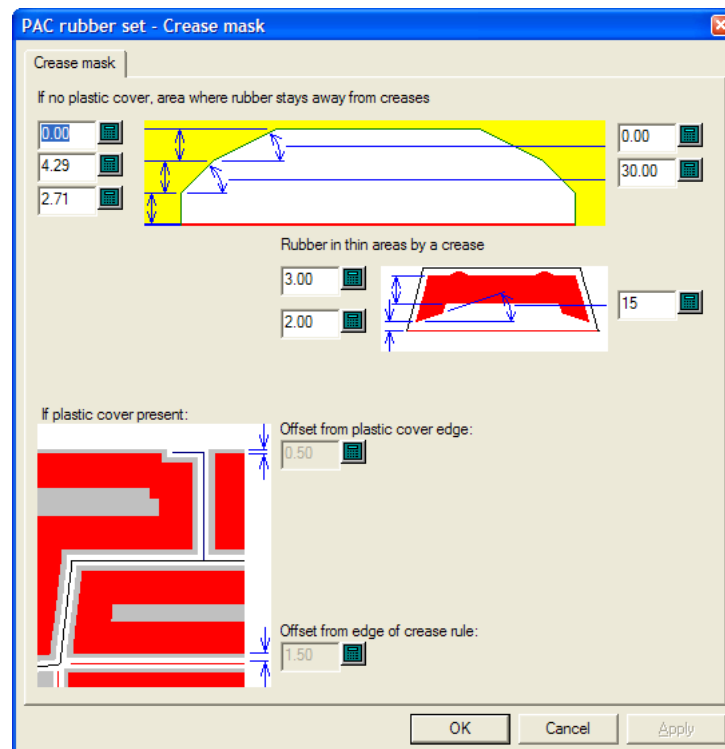 PAC rubber set - Crease mask
Crease mask
If no plastic cover, area where rubber stays away from creases
0.00
0.00
4.29
30.00
2.71
Rubber in thin areas by a crease
3.00
15
2.00
If plastic cover present:
Offset from plastic cover edge:
0.50
Offset from edge of crease rule:
1.50
OK Cancel Apply